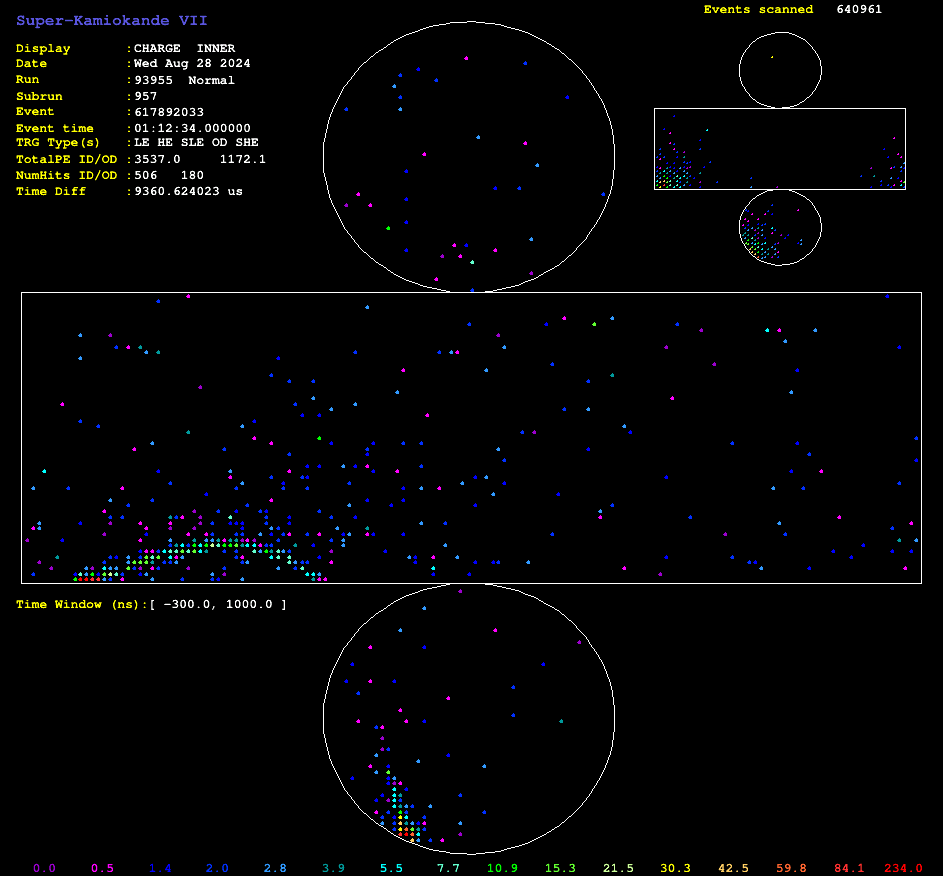 Super-Kamiokande VII
Events scanned 640961
Display :CHARGE INNER
Date :Wed Aug 28 2024
Run :93955 Normal
Subrun :957
Event :617892033
Event time :01:12:34.000000
TRG Type(s) :LE HE SLE OD SHE
TotalPE ID/OD :3537.0 1172.1
NumHits ID/OD :506 180
Time Diff :9360.624023 us
Time Window (ns):[ −300.0, 1000.0 ]
0.0 0.5 1.4 2.0 2.8 3.9 5.5 7.7 10.9 15.3 21.5 30.3 42.5 59.8 84.1 234.0